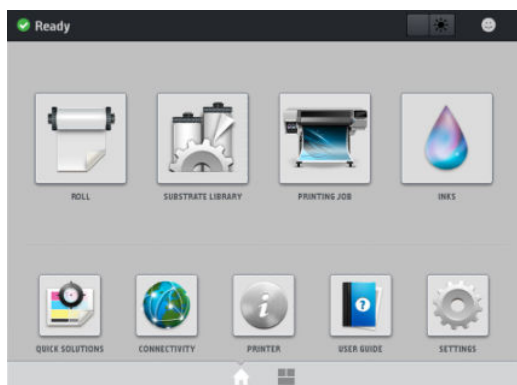 Ready
ROLL
SUBSTRATE LIBRARY
PRINTING JOB
INKS
QUICK SOLUTIONS
CONNECTIVITY
PRINTER
USER GUIDE
SETTINGS